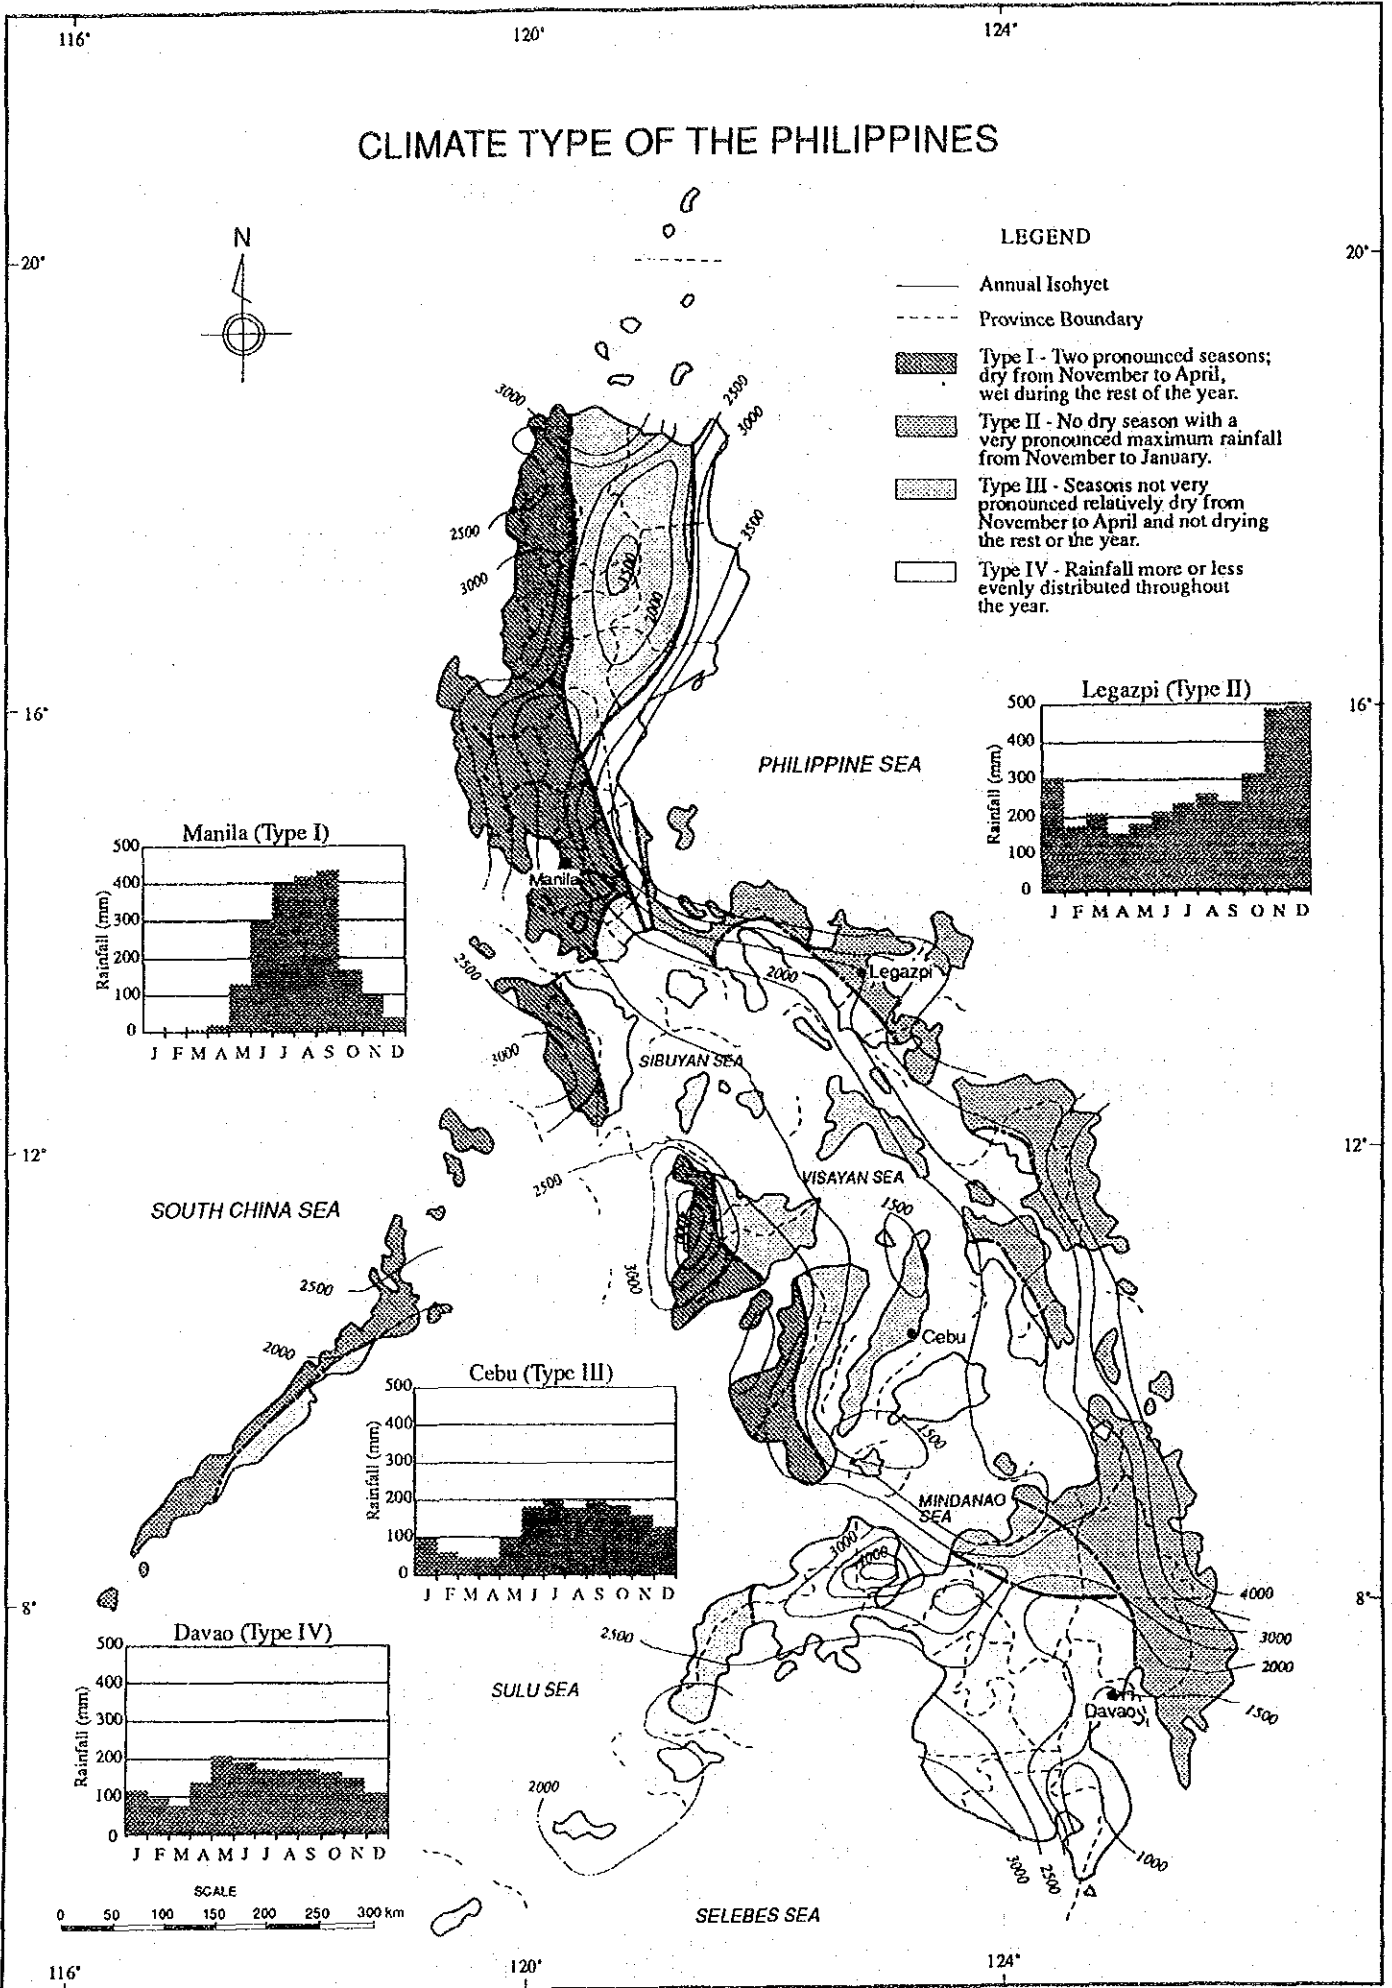 116°
120°
124°
CLIMATE TYPE OF THE PHILIPPINES
N
20°
20°
LEGEND
Annual Isohyet
Province Boundary
Type I - Two pronounced seasons;
dry from November to April,
wet during the rest of the year.
Type II - No dry season with a
very pronounced maximum rainfall
from November to January.
Type III - Seasons not very
pronounced relatively dry from
November to April and not drying
the rest or the year.
Type IV - Rainfall more or less
evenly distributed throughout
the year.
3000
2500
3000
2500
3500
3000
1500
2000
16°
16°
Legazpi (Type II)
Rainfall (mm)
500
400
300
200
100
0
J F M A M J J A S O N D
PHILIPPINE SEA
Manila (Type I)
Rainfall (mm)
500
400
300
200
100
0
J F M A M J J A S O N D
Manila
Legazpi
2500
2000
3000
SIBUYAN SEA
12°
12°
2500
VISAYAN SEA
1500
SOUTH CHINA SEA
3000
2500
2000
Cebu
Cebu (Type III)
Rainfall (mm)
500
400
300
200
100
0
J F M A M J J A S O N D
1500
MINDANAO
SEA
3000
8°
8°
4000
3000
2000
1500
2500
Davao
Davao (Type IV)
Rainfall (mm)
500
400
300
200
100
0
J F M A M J J A S O N D
SULU SEA
2000
3000
2500
1000
SCALE
0 50 100 150 200 250 300 km
SELEBES SEA
116°
120°
124°